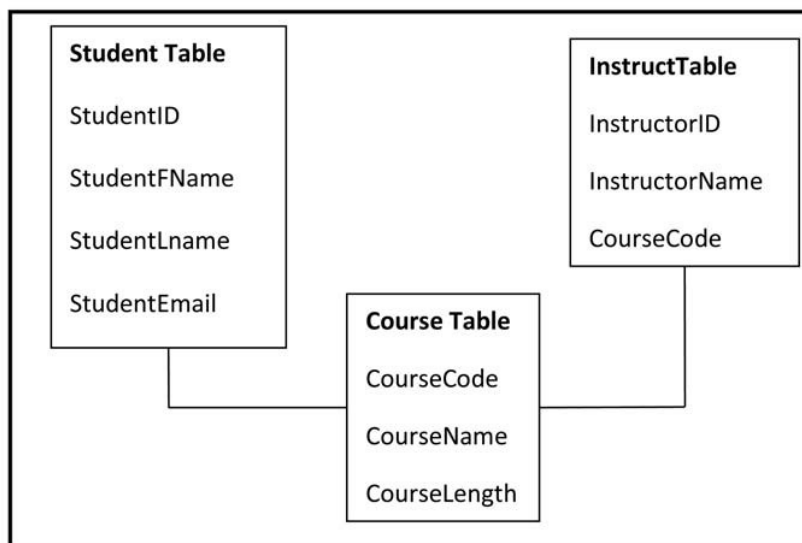 Student Table
StudentID
StudentFName
StudentLname
StudentEmail
InstructTable
InstructorID
InstructorName
CourseCode
Course Table
CourseCode
CourseName
CourseLength